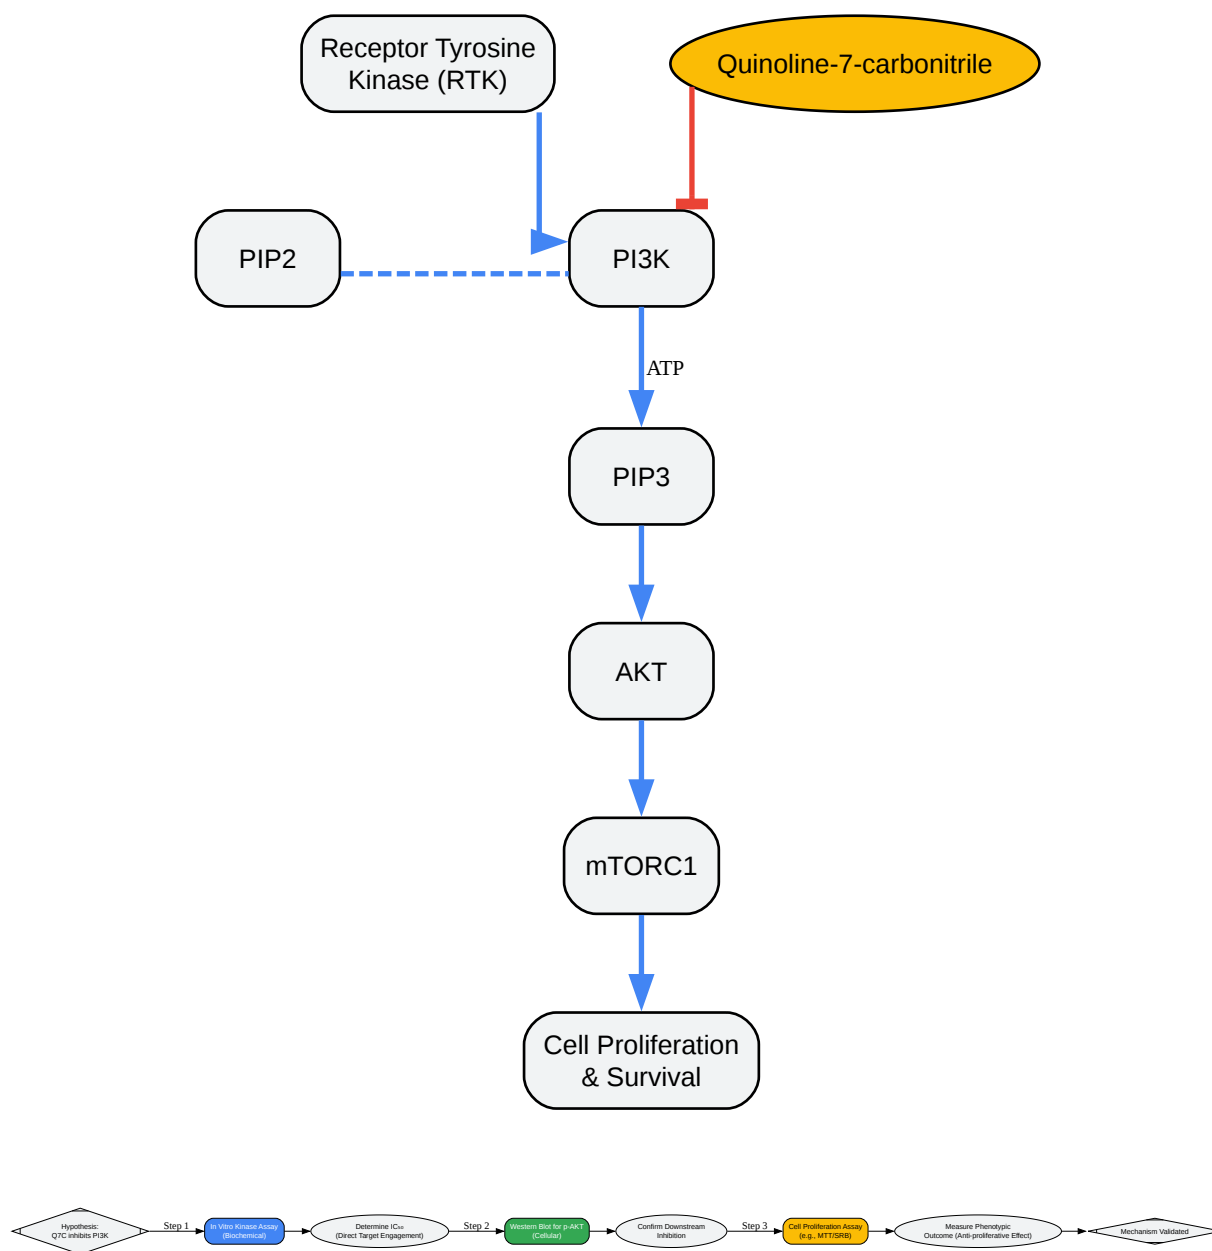 Receptor Tyrosine
Kinase (RTK)
Quinoline-7-carbonitrile
PIP2
PI3K
ATP
PIP3
AKT
mTORC1
Cell Proliferation
& Survival
Hypothesis:
Q7C inhibits PI3K
Step 1
In Vitro Kinase Assay
(Biochemical)
Determine IC₅₀
(Direct Target Engagement)
Step 2
Western Blot for p-AKT
(Cellular)
Confirm Downstream
Inhibition
Step 3
Cell Proliferation Assay
(e.g., MTT/SRB)
Measure Phenotypic
Outcome (Anti-proliferative Effect)
Mechanism Validated